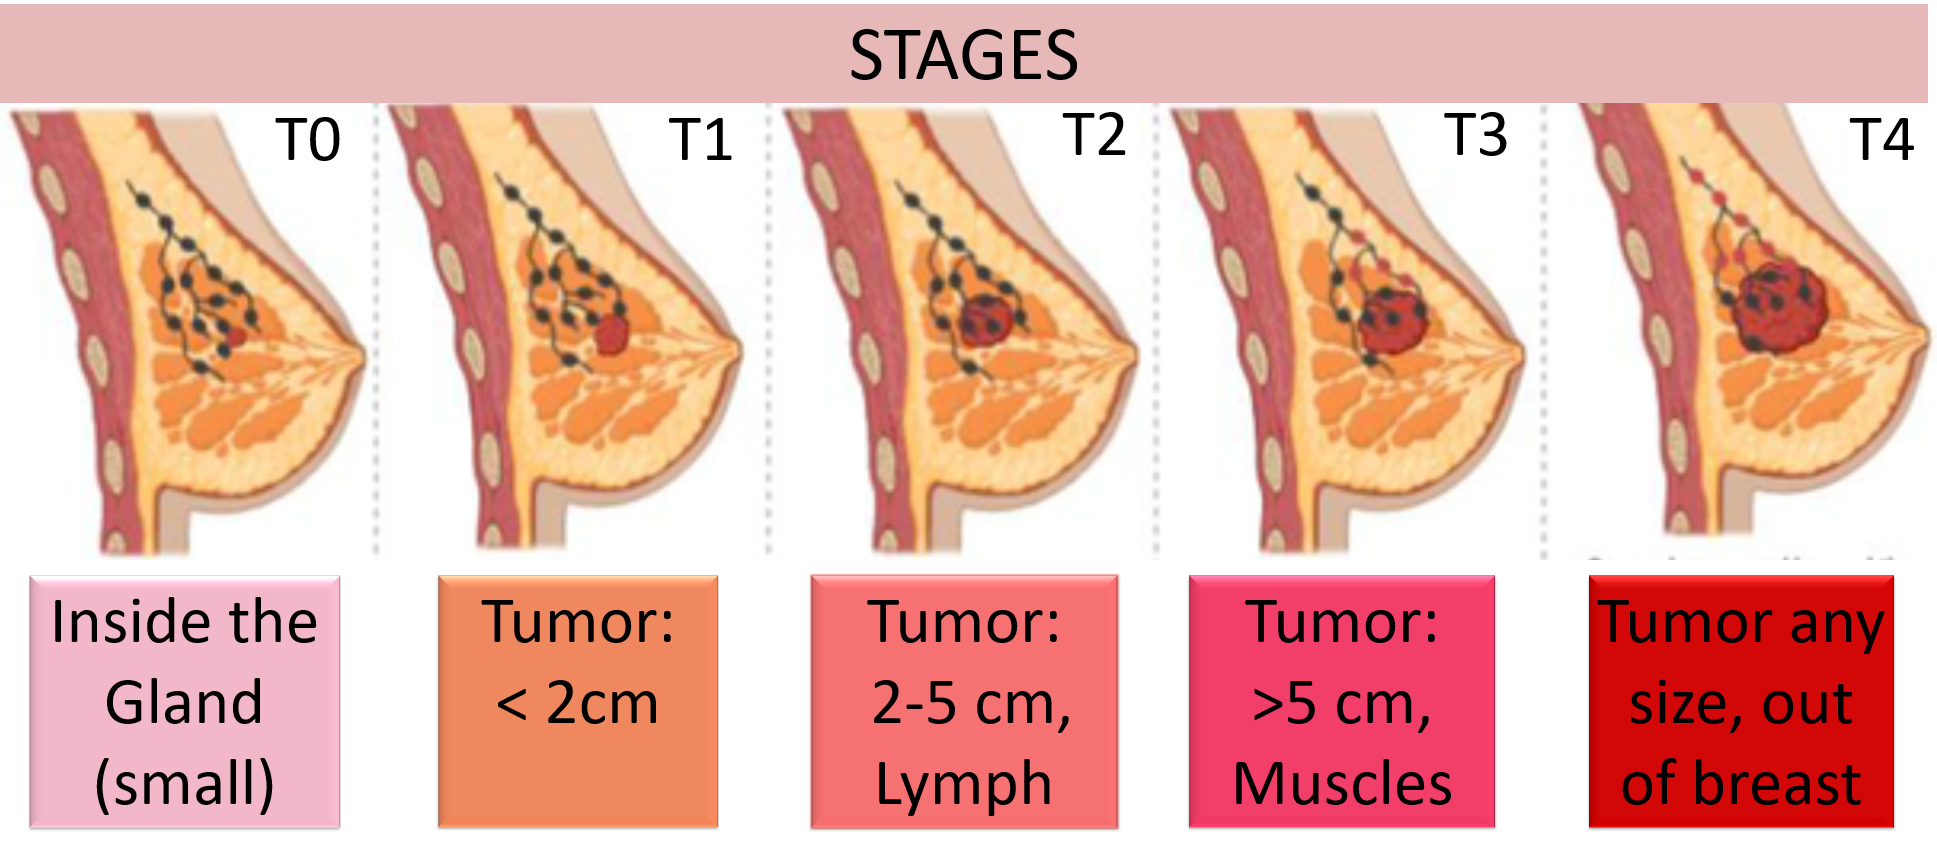 STAGES
T0
T1
T2
T3
T4
Inside the
Gland
(small)
Tumor:
< 2cm
Tumor:
2-5 cm,
Lymph
Tumor:
>5 cm,
Muscles
Tumor any
size, out
of breast